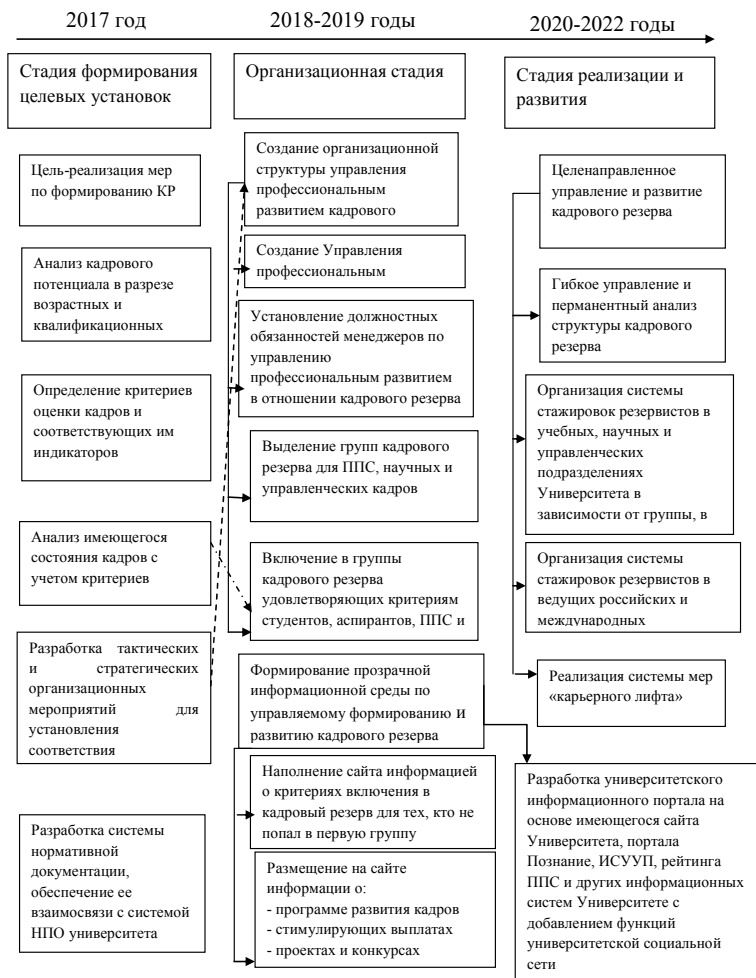 2017 год
2018-2019 годы
2020-2022 годы
Стадия формирования
целевых установок
Организационная стадия
Стадия реализации и
развития
Цель-реализация мер
по формированию КР
Анализ кадрового
потенциала в разрезе
возрастных и
квалификационных
Определение критериев
оценки кадров и
соответствующих им
индикаторов
Анализ имеющегося
состояния кадров с
учетом критериев
Разработка тактических
и стратегических
организационных
мероприятий для
установления
соответствия
Разработка системы
нормативной
документации,
обеспечение ее
взаимосвязи с системой
НПО университета
Создание организационной
структуры управления
профессиональным
развитием кадрового
Создание Управления
профессиональным
Установление должностных
обязанностей менеджеров по
управлению
профессиональным развитием
в отношении кадрового резерва
Выделение групп кадрового
резерва для ППС, научных и
управленческих кадров
Включение в группы
кадрового резерва
удовлетворяющих критериям
студентов, аспирантов, ППС и
Формирование прозрачной
информационной среды по
управляемому формированию и
развитию кадрового резерва
Наполнение сайта информацией
о критериях включения в
кадровый резерв для тех, кто не
попал в первую группу
Размещение на сайте
информации о:
- программе развития кадров
- стимулирующих выплатах
- проектах и конкурсах
Целенаправленное
управление и развитие
кадрового резерва
Гибкое управление и
перманентный анализ
структуры кадрового
резерва
Организация системы
стажировок резервистов в
учебных, научных и
управленческих
подразделениях
Университета в
зависимости от группы, в
Организация системы
стажировок резервистов в
ведущих российских и
международных
Реализация системы мер
«карьерного лифта»
Разработка университетского
информационного портала на
основе имеющегося сайта
Университета, портала
Познание, ИСУУП, рейтинга
ППС и других информационных
систем Университете с
добавлением функций
университетской социальной
сети